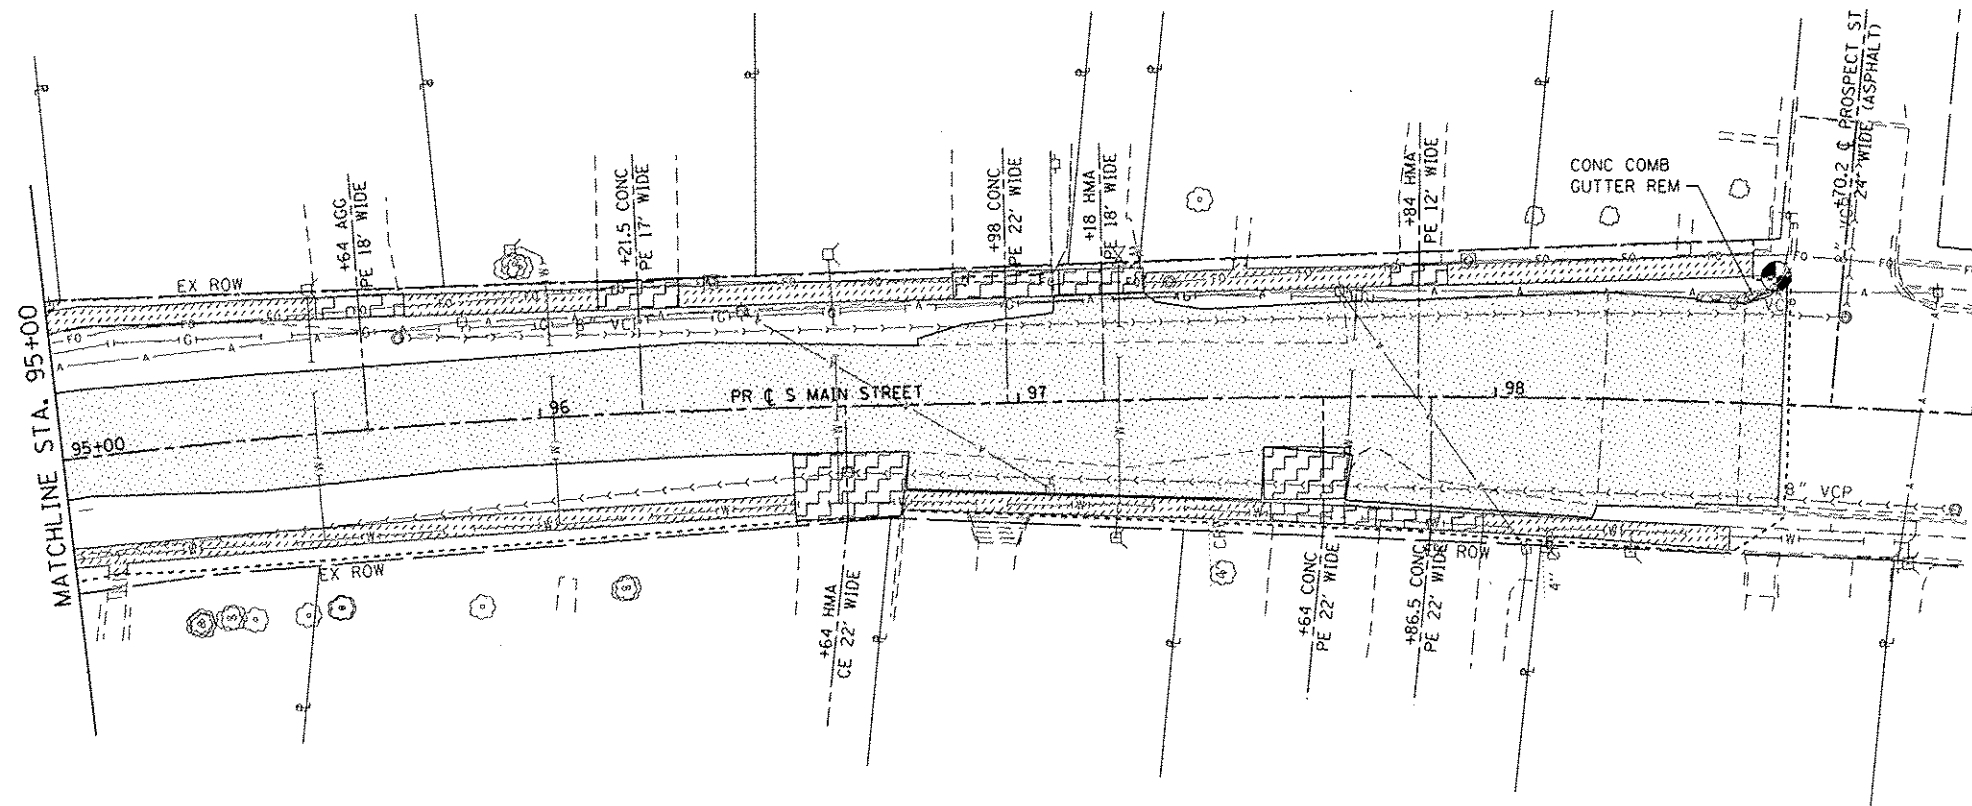 MATCHLINE STA. 95+00
EX ROW
+64 AGG
PE 18' WIDE
+21.5 CONC
PE 17' WIDE
+98 CONC
PE 22' WIDE
+18 HMA
PE 18' WIDE
+84 HMA
PE 12' WIDE
CONC COMB
GUTTER REM
+70.2 ℄ PROSPECT ST
24' WIDE (ASPHALT)
95+00
96
PR ℄ S MAIN STREET
97
98
8" VCP
EX ROW
+64 HMA
CE 22' WIDE
+64 CONC
PE 22' WIDE
+86.5 CONC
PE 22' WIDE
ROW
4"